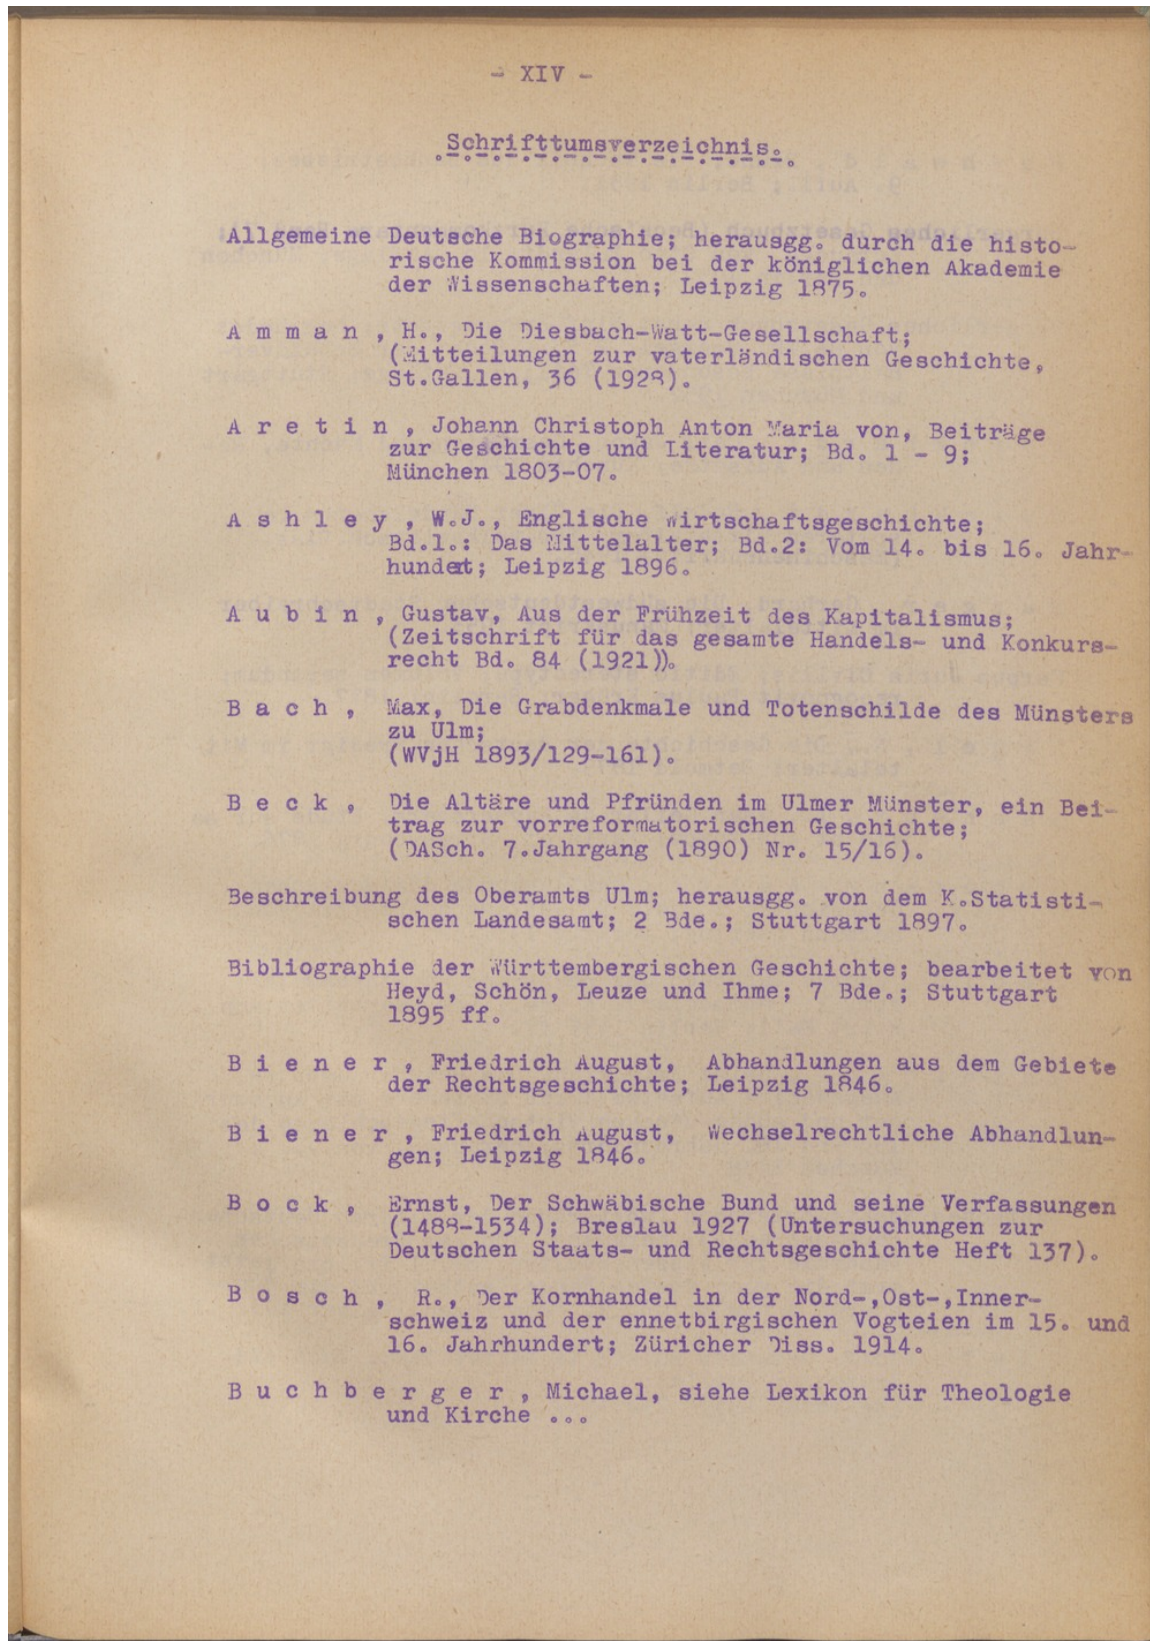 - XIV -
Schrifttumsverzeichnis.
Allgemeine Deutsche Biographie; herausgg. durch die histo-
rische Kommission bei der königlichen Akademie
der Wissenschaften; Leipzig 1875.
A m m a n , H., Die Diesbach-Watt-Gesellschaft;
(Mitteilungen zur vaterländischen Geschichte,
St.Gallen, 36 (1928).
A r e t i n , Johann Christoph Anton Maria von, Beiträge
zur Geschichte und Literatur; Bd. 1 - 9;
München 1803-07.
A s h l e y , W.J., Englische Wirtschaftsgeschichte;
Bd.1.: Das Mittelalter; Bd.2: Vom 14. bis 16. Jahr-
hundet; Leipzig 1896.
A u b i n , Gustav, Aus der Frühzeit des Kapitalismus;
(Zeitschrift für das gesamte Handels- und Konkurs-
recht Bd. 84 (1921)).
B a c h , Max, Die Grabdenkmale und Totenschilde des Münsters
zu Ulm;
(WVjH 1893/129-161).
B e c k , Die Altäre und Pfründen im Ulmer Münster, ein Bei-
trag zur vorreformatorischen Geschichte;
(DASch. 7.Jahrgang (1890) Nr. 15/16).
Beschreibung des Oberamts Ulm; herausgg. von dem K.Statisti-
schen Landesamt; 2 Bde.; Stuttgart 1897.
Bibliographie der Württembergischen Geschichte; bearbeitet von
Heyd, Schön, Leuze und Ihme; 7 Bde.; Stuttgart
1895 ff.
B i e n e r , Friedrich August, Abhandlungen aus dem Gebiete
der Rechtsgeschichte; Leipzig 1846.
B i e n e r , Friedrich August, Wechselrechtliche Abhandlun-
gen; Leipzig 1846.
B o c k , Ernst, Der Schwäbische Bund und seine Verfassungen
(1488-1534); Breslau 1927 (Untersuchungen zur
Deutschen Staats- und Rechtsgeschichte Heft 137).
B o s c h , R., Der Kornhandel in der Nord-,Ost-,Inner-
schweiz und der ennetbirgischen Vogteien im 15. und
16. Jahrhundert; Züricher Diss. 1914.
B u c h b e r g e r , Michael, siehe Lexikon für Theologie
und Kirche ...